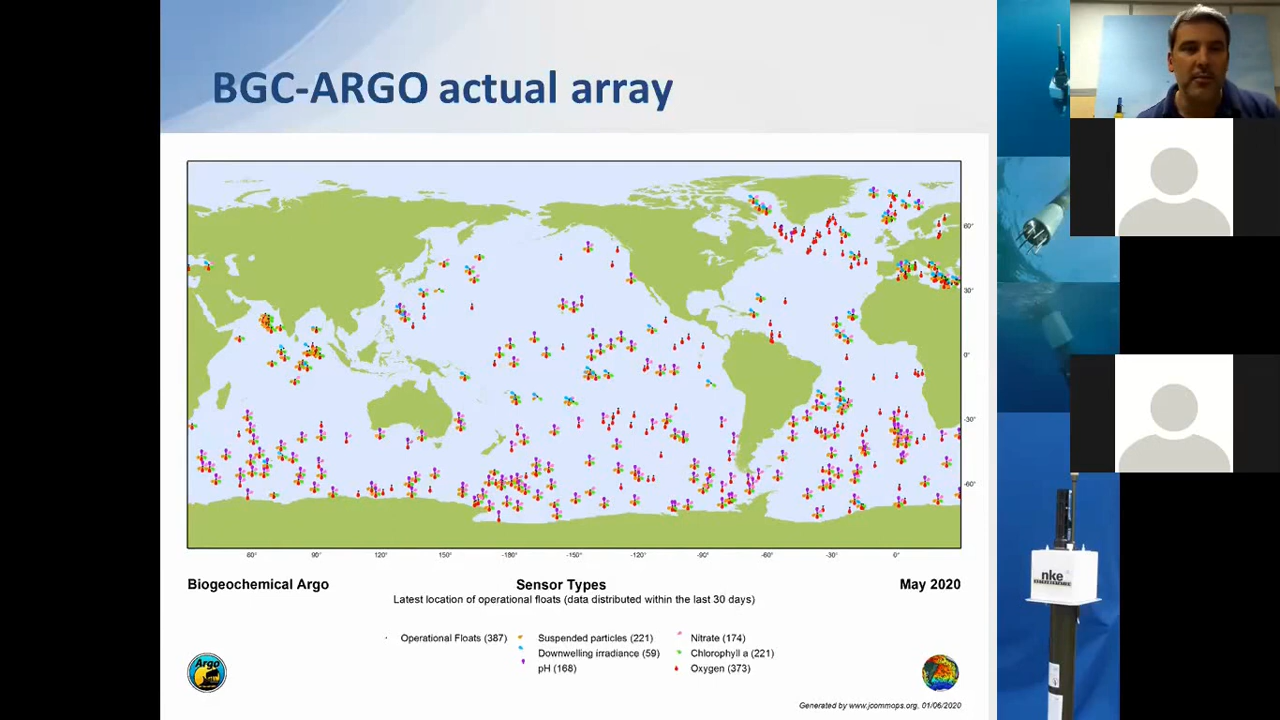 BGC-ARGO actual array
60°
30°
0°
-30°
-60°
60° 90° 120° 150° -180° -150° -120° -90° -60° -30° 0°
Biogeochemical Argo
Sensor Types
May 2020
Latest location of operational floats (data distributed within the last 30 days)
Operational Floats (387)
Suspended particles (221)
Nitrate (174)
Downwelling irradiance (59)
Chlorophyll a (221)
pH (168)
Oxygen (373)
Argo
Generated by www.jcommops.org, 01/06/2020
nke